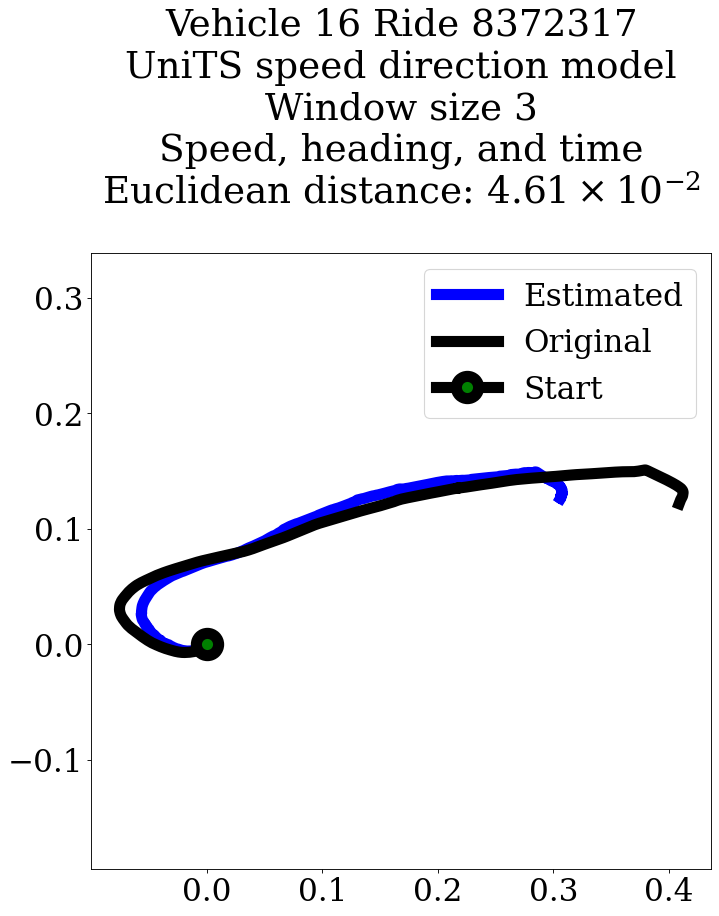 Vehicle 16 Ride 8372317
UniTS speed direction model
Window size 3
Speed, heading, and time
Euclidean distance: 4.61 × 10⁻²
Estimated
Original
Start
0.3
0.2
0.1
0.0
−0.1
0.0 0.1 0.2 0.3 0.4